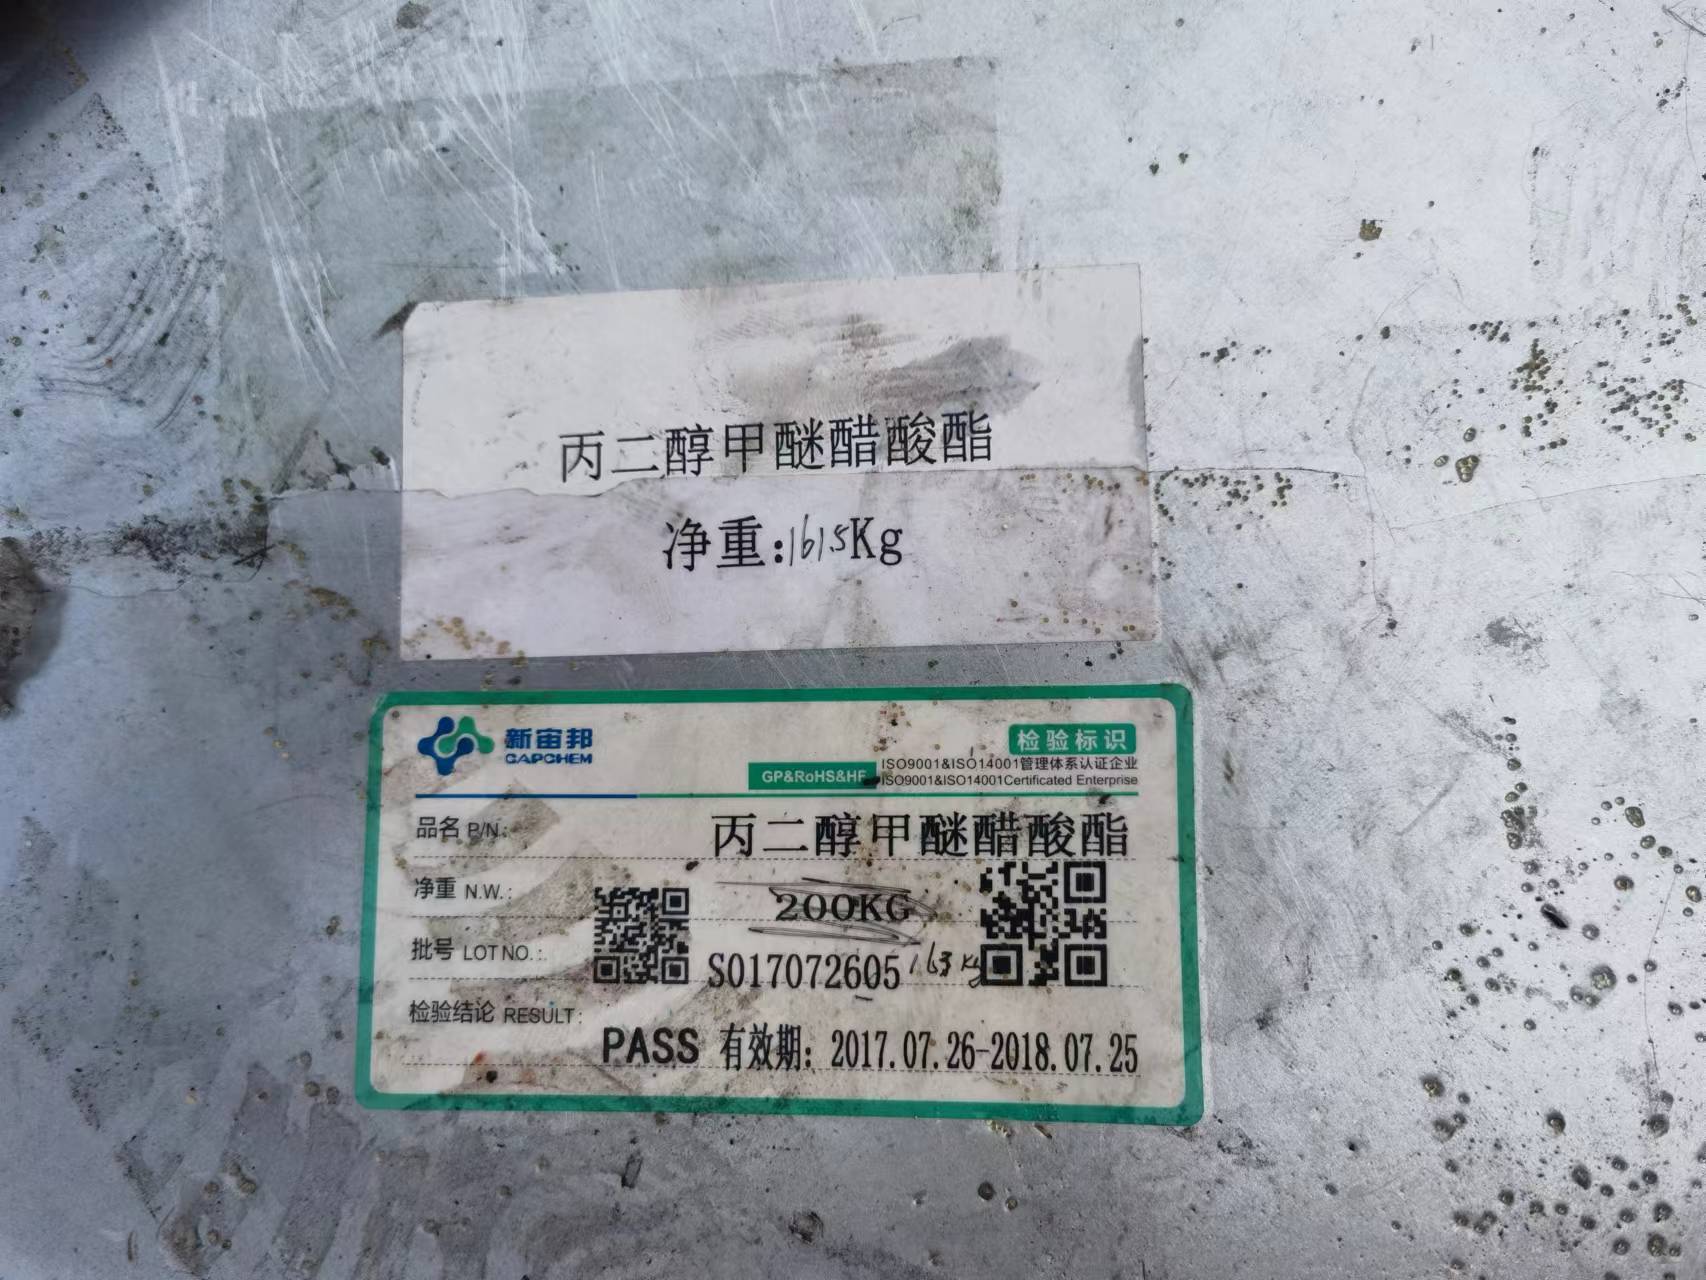 丙二醇甲醚醋酸酯
净重:161.5Kg
新宙邦
CAPCHEM
检验标识
GP&RoHS&HF
ISO9001&ISO14001管理体系认证企业
ISO9001&ISO14001Certificated Enterprise
品名 P/N.:
丙二醇甲醚醋酸酯
净重 N.W.:
200KG
批号 LOT NO.:
S017072605
163 kg
检验结论 RESULT:
PASS 有效期: 2017.07.26-2018.07.25